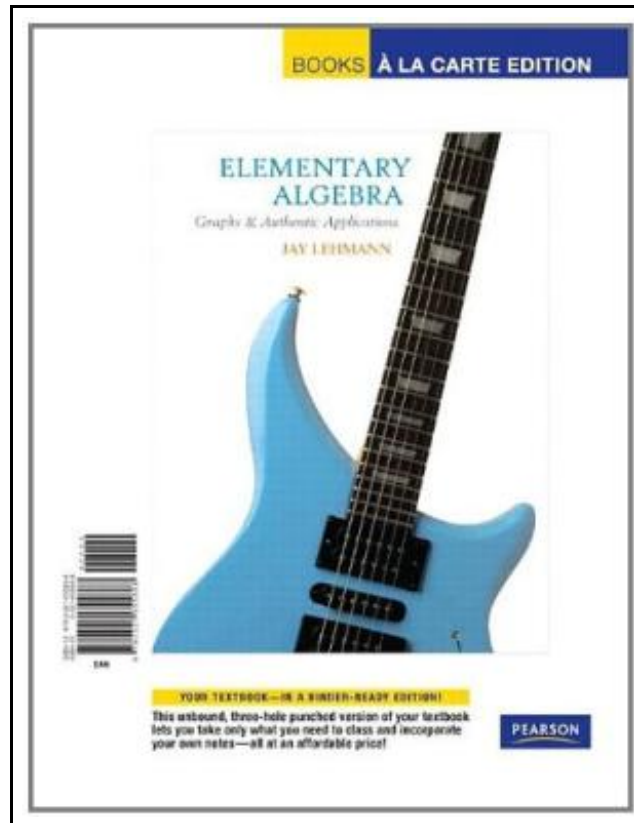 BOOKS À LA CARTE EDITION
ELEMENTARY
ALGEBRA
Graphs & Authentic Applications
JAY LEHMANN
YOUR TEXTBOOK—IN A BINDER-READY EDITION!
This unbound, three-hole punched version of your textbook
lets you take only what you need to class and incorporate
your own notes—all at an affordable price!
PEARSON